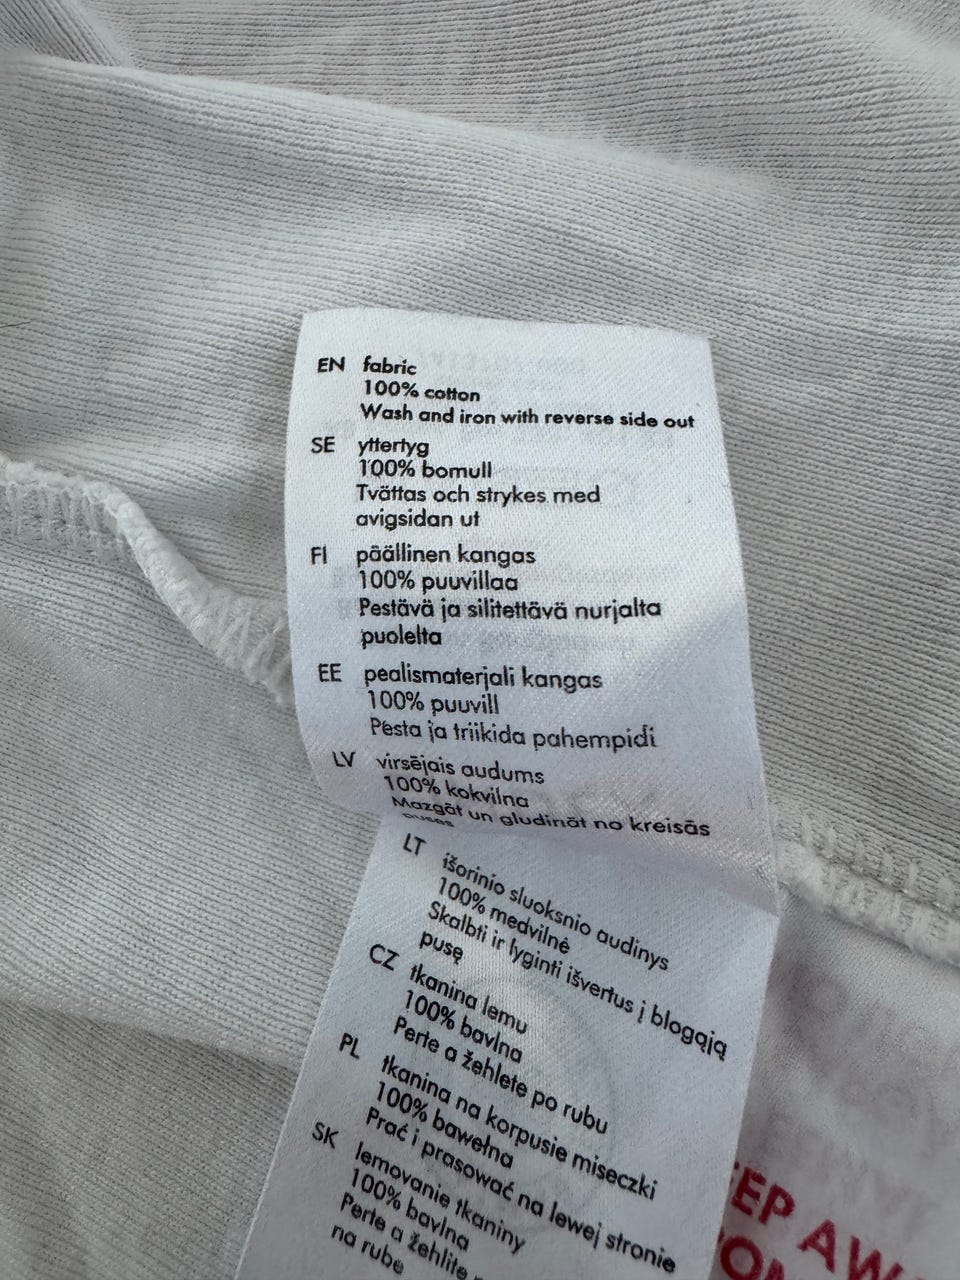 EN fabric
100% cotton
Wash and iron with reverse side out
SE yttertyg
100% bomull
Tvättas och strykes med
avigsidan ut
FI päällinen kangas
100% puuvillaa
Pestävä ja silitettävä nurjalta
puolelta
EE pealismaterjali kangas
100% puuvill
Pesta ja triikida pahempidi
LV virsējais audums
100% kokvilna
Mazgāt un gludināt no kreisās
puses
LT išorinio sluoksnio audinys
100% medvilnė
Skalbti ir lyginti išvertus į blogąją
pusę
CZ tkanina lemu
100% bavlna
Perte a žehlete po rubu
PL tkanina na korpusie miseczki
100% bawełna
Prać i prasować na lewej stronie
SK lemovanie tkaniny
100% bavlna
Perte a žehlite
na rube
EEP AW